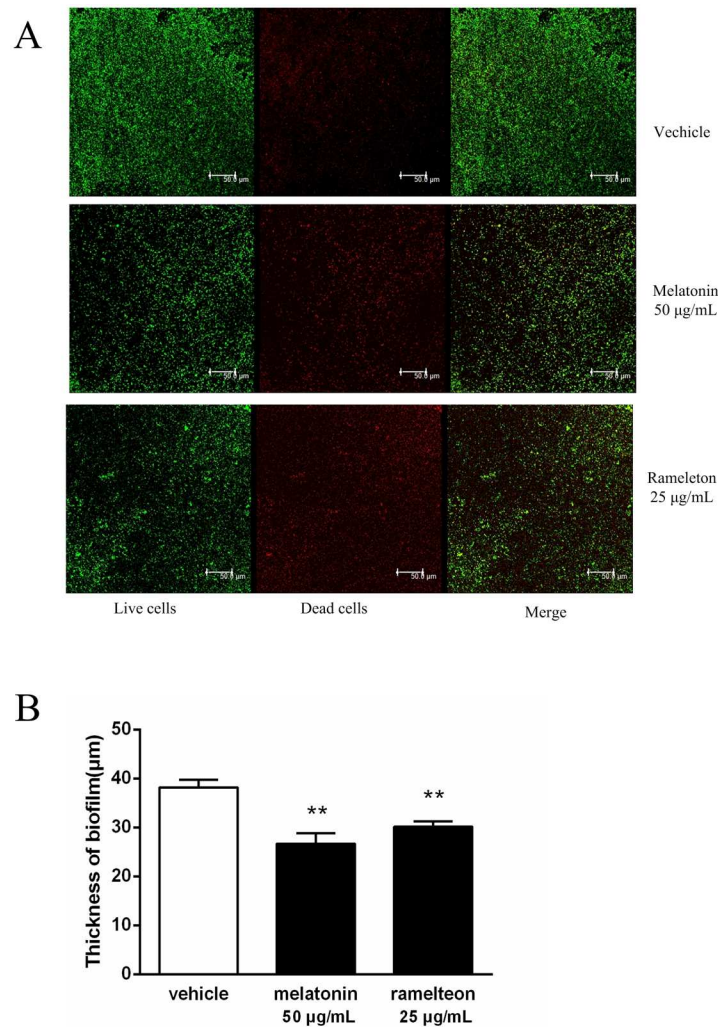 A
50.0 µm
50.0 µm
50.0 µm
Vechicle
50.0 µm
50.0 µm
50.0 µm
Melatonin
50 µg/mL
50.0 µm
50.0 µm
50.0 µm
Rameleton
25 µg/mL
Live cells
Dead cells
Merge
B
Thickness of biofilm(µm)
50
40
30
20
10
0
**
**
vehicle
melatonin
50 µg/mL
ramelteon
25 µg/mL